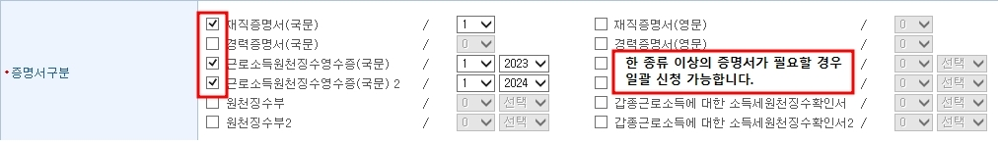 재직증명서(국문) / 1 재직증명서(영문) / 0
경력증명서(국문) / 0 경력증명서(영문) / 0
근로소득원천징수영수증(국문) / 1 2023 한 종류 이상의 증명서가 필요할 경우 / 0 선택
*증명서구분
근로소득원천징수영수증(국문) 2 / 1 2024 일괄 신청 가능합니다. / 0 선택
원천징수부 / 0 선택 갑종근로소득에 대한 소득세원천징수확인서 / 0 선택
원천징수부2 / 0 선택 갑종근로소득에 대한 소득세원천징수확인서2 / 0 선택